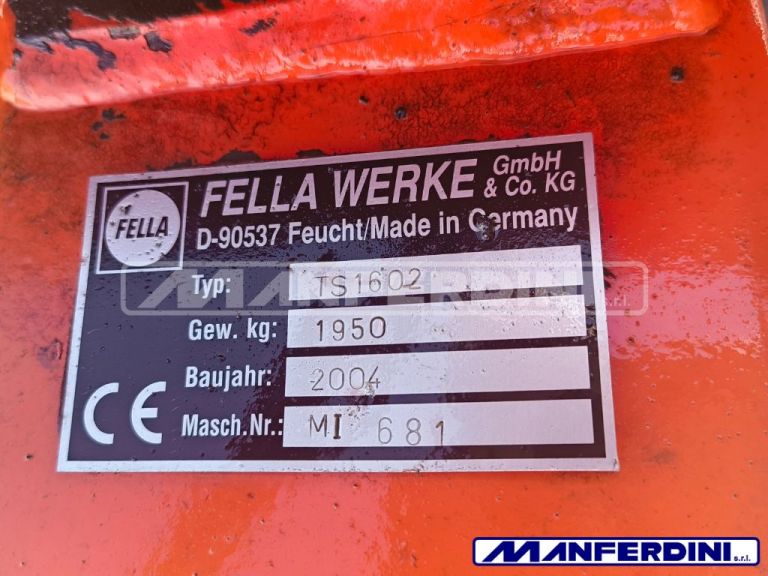 FELLA
FELLA WERKE GmbH & Co. KG
D-90537 Feucht/Made in Germany
Typ: TS1602
Gew. kg: 1950
Baujahr: 2004
Masch.Nr.: MI 681
CE
MANFERDINI s.r.l.
MANFERDINI s.r.l.